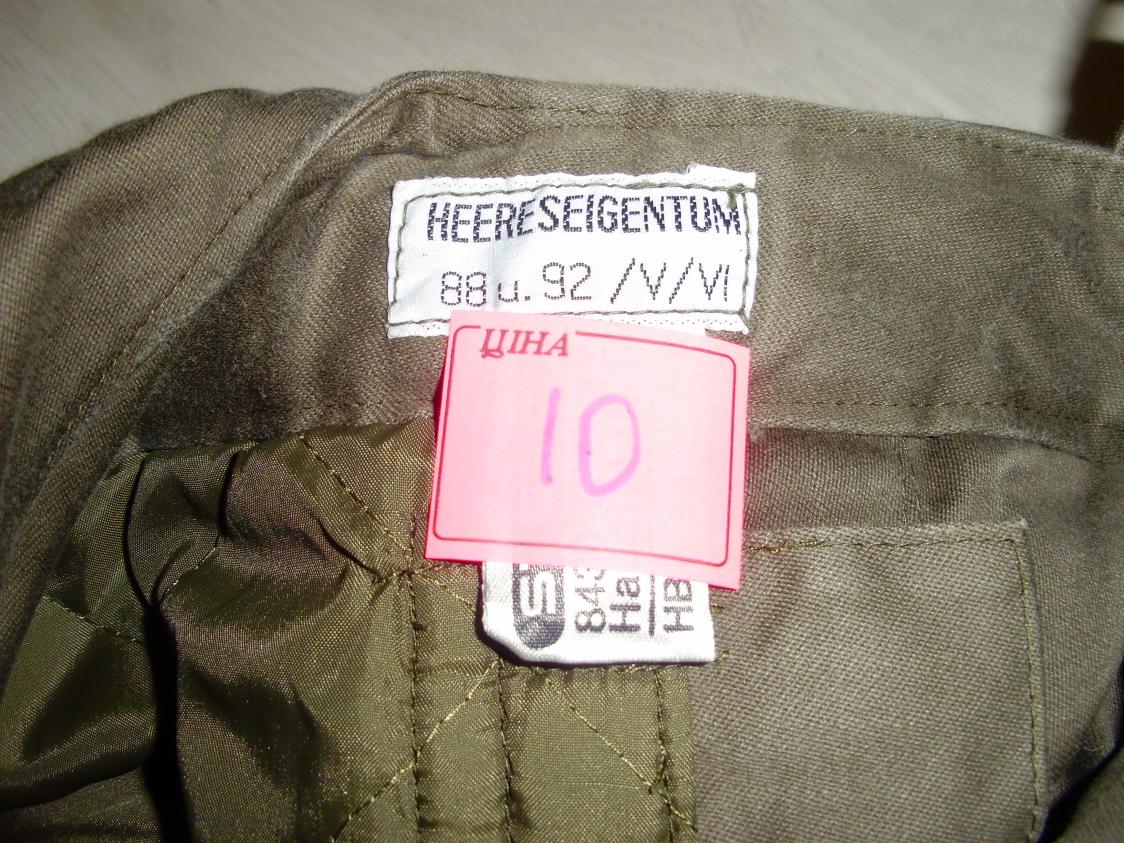 HEERESEIGENTUM
88 u. 92 /V/VI
ЦІНА
10